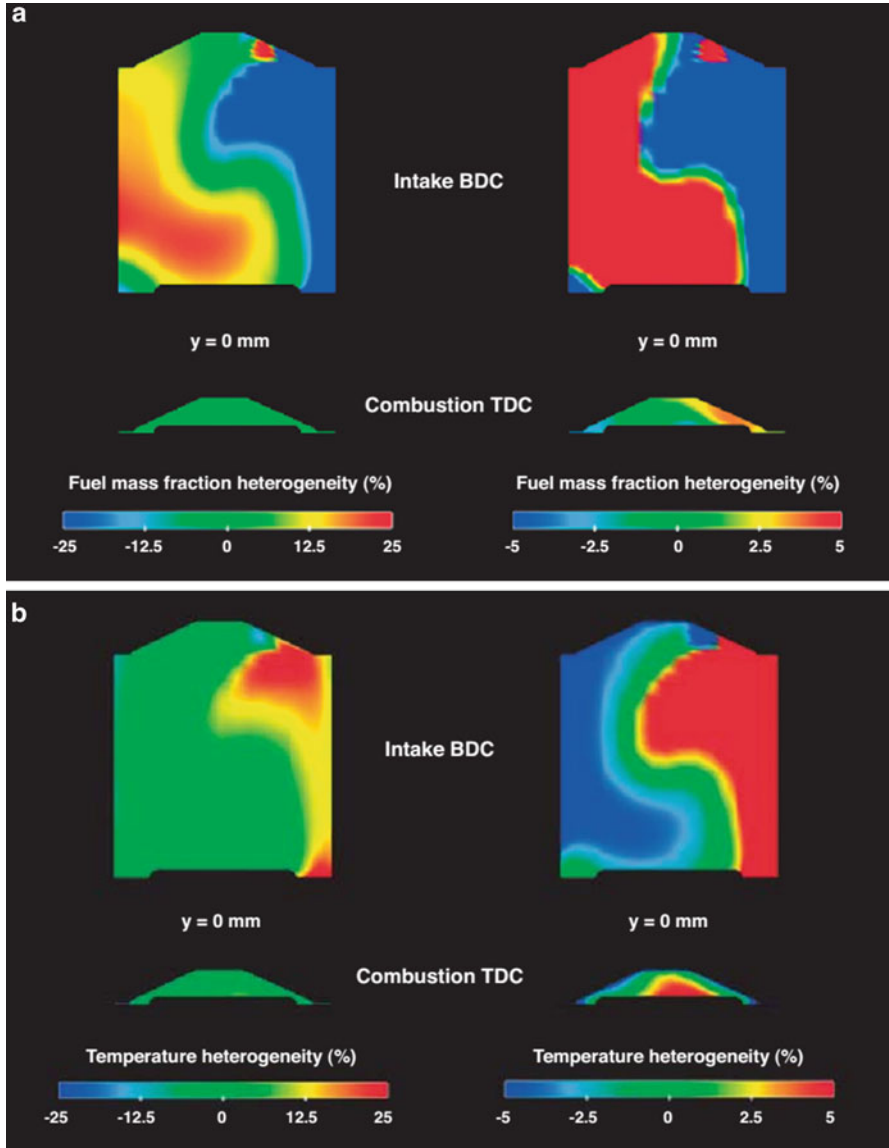 a
Intake BDC
y = 0 mm
y = 0 mm
Combustion TDC
Fuel mass fraction heterogeneity (%)
Fuel mass fraction heterogeneity (%)
-25 -12.5 0 12.5 25
-5 -2.5 0 2.5 5
b
Intake BDC
y = 0 mm
y = 0 mm
Combustion TDC
Temperature heterogeneity (%)
Temperature heterogeneity (%)
-25 -12.5 0 12.5 25
-5 -2.5 0 2.5 5